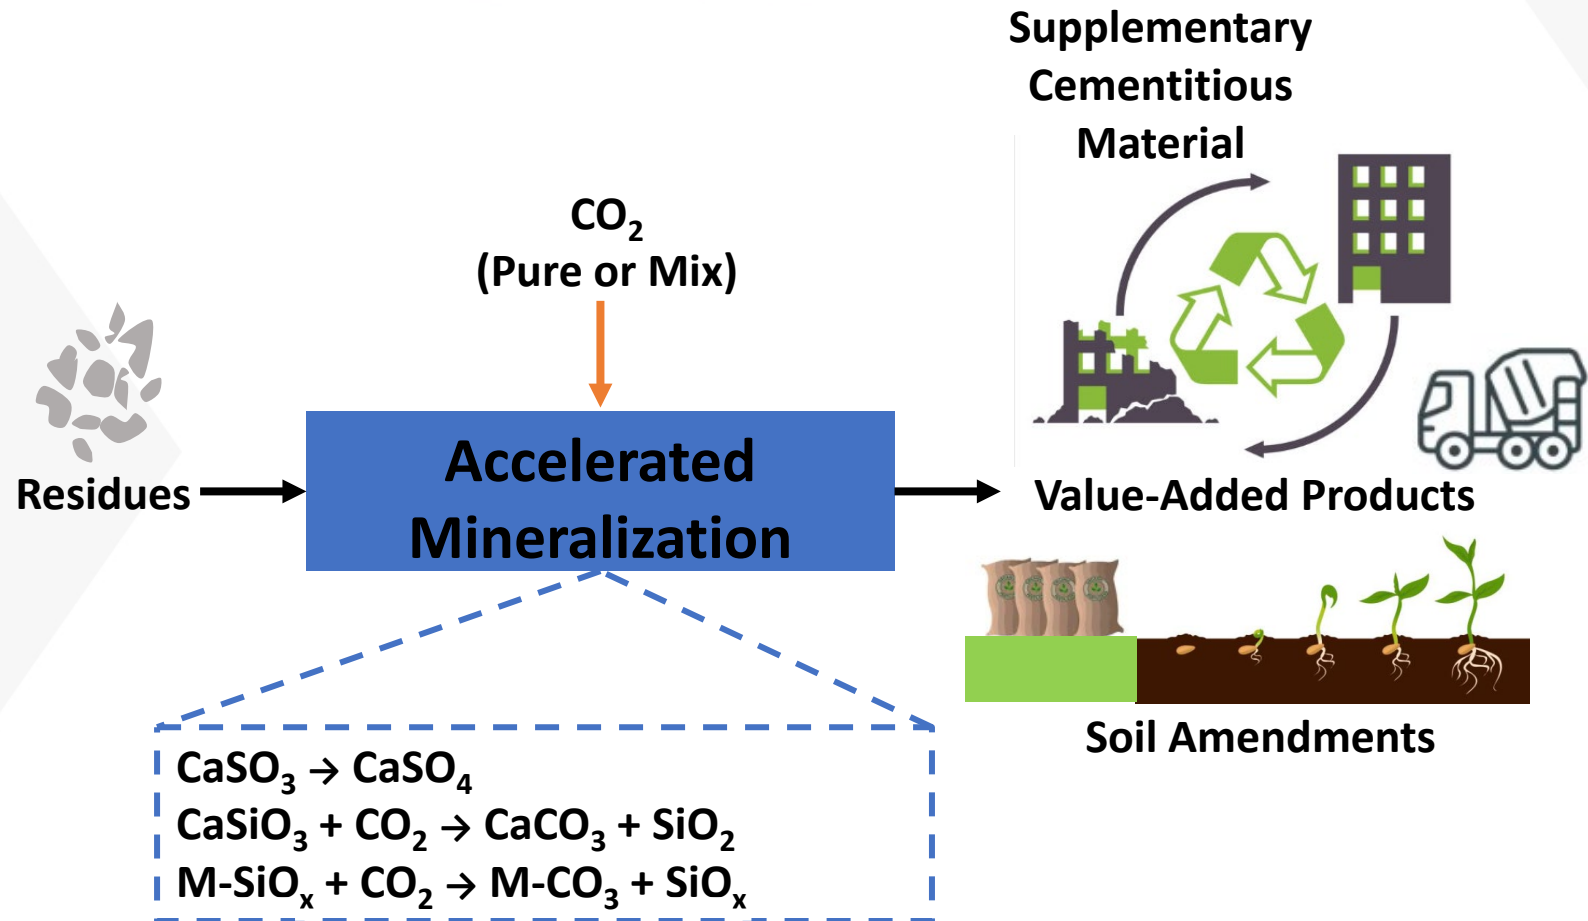 Supplementary
Cementitious
Material
CO₂
(Pure or Mix)
Residues
Accelerated
Mineralization
Value-Added Products
Soil Amendments
CaSO₃ → CaSO₄
CaSiO₃ + CO₂ → CaCO₃ + SiO₂
M-SiOₓ + CO₂ → M-CO₃ + SiOₓ